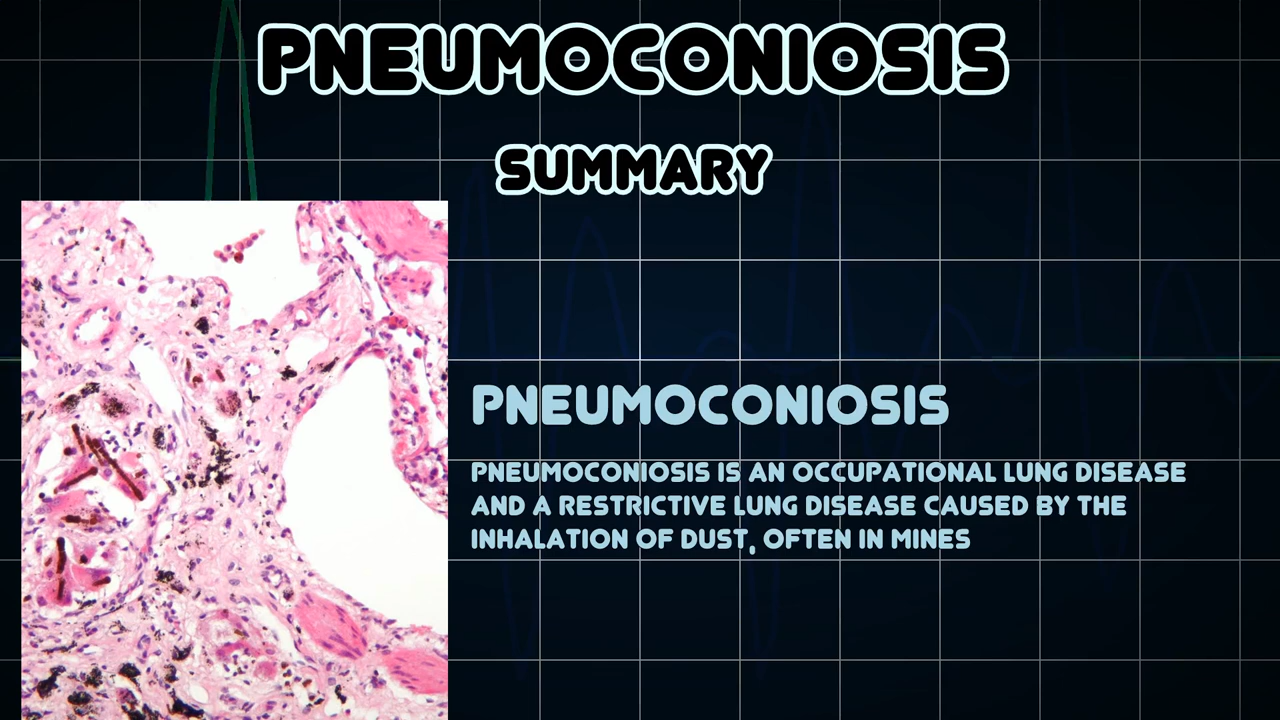 PNEUMOCONIOSIS
SUMMARY
PNEUMOCONIOSIS
PNEUMOCONIOSIS IS AN OCCUPATIONAL LUNG DISEASE
AND A RESTRICTIVE LUNG DISEASE CAUSED BY THE
INHALATION OF DUST, OFTEN IN MINES